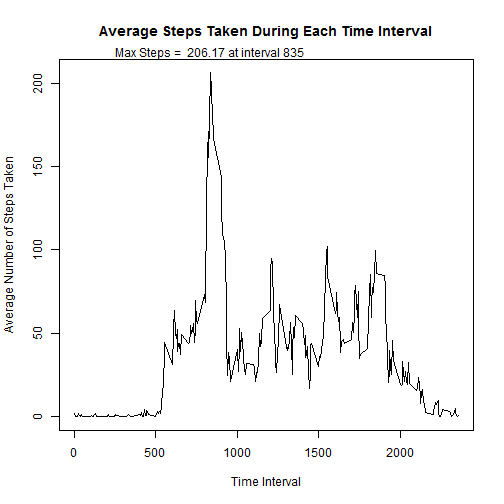 Average Steps Taken During Each Time Interval
Max Steps =  206.17 at interval 835
Average Number of Steps Taken
200
150
100
50
0
0 500 1000 1500 2000
Time Interval